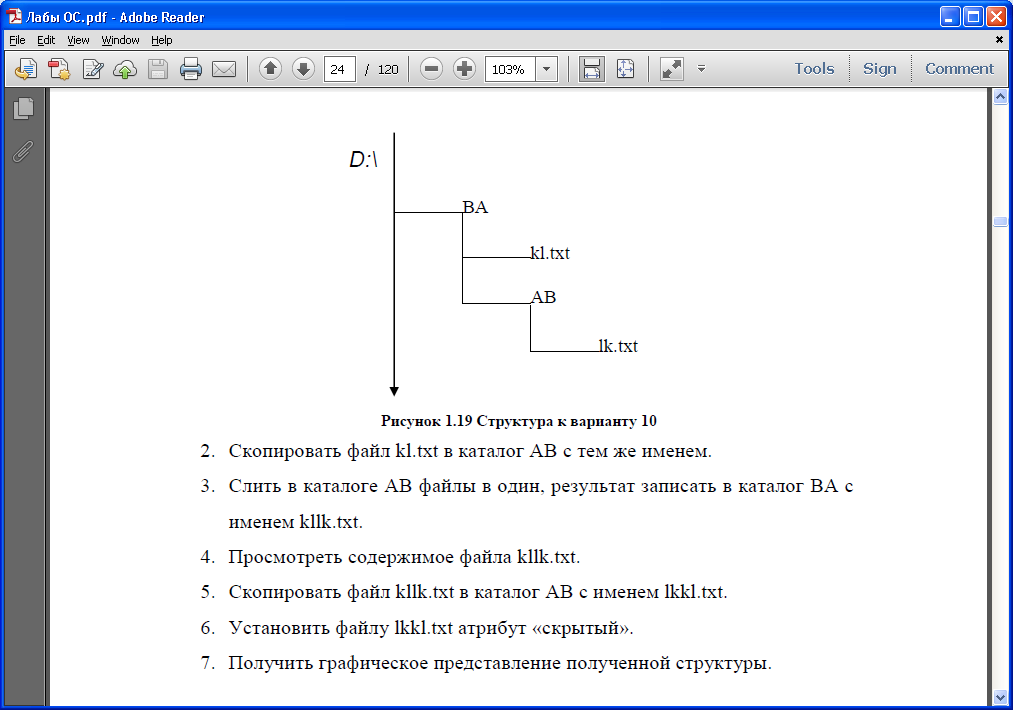 Лабы ОС.pdf - Adobe Reader
File Edit View Window Help
24 / 120 103% Tools Sign Comment
D:\
BA
kl.txt
AB
lk.txt
Рисунок 1.19 Структура к варианту 10
2. Скопировать файл kl.txt в каталог АВ с тем же именем.
3. Слить в каталоге АВ файлы в один, результат записать в каталог ВА с
именем kllk.txt.
4. Просмотреть содержимое файла kllk.txt.
5. Скопировать файл kllk.txt в каталог АВ с именем lkkl.txt.
6. Установить файлу lkkl.txt атрибут «скрытый».
7. Получить графическое представление полученной структуры.